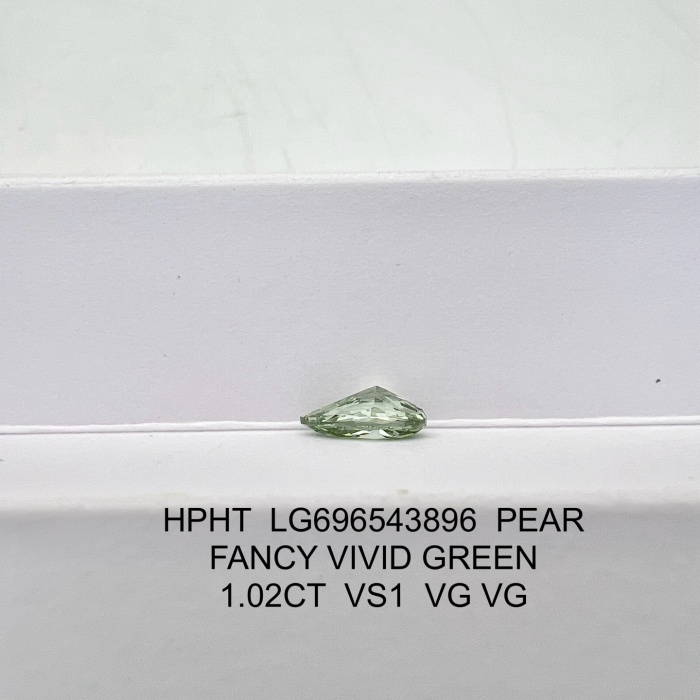 HPHT LG696543896 PEAR
FANCY VIVID GREEN
1.02CT VS1 VG VG